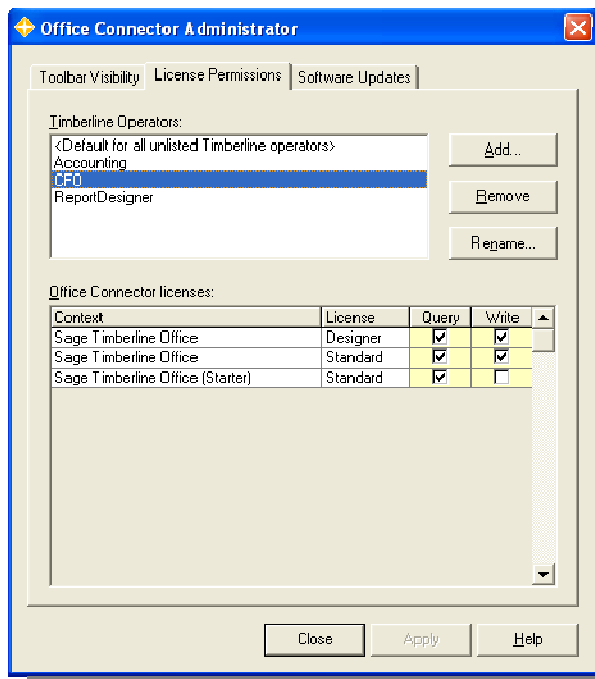 Office Connector Administrator
Toolbar Visibility License Permissions Software Updates
Timberline Operators:
<Default for all unlisted Timberline operators>
Accounting
CFO
ReportDesigner
Add...
Remove
Rename...
Office Connector licenses:
Context License Query Write
Sage Timberline Office Designer
Sage Timberline Office Standard
Sage Timberline Office (Starter) Standard
Close Apply Help